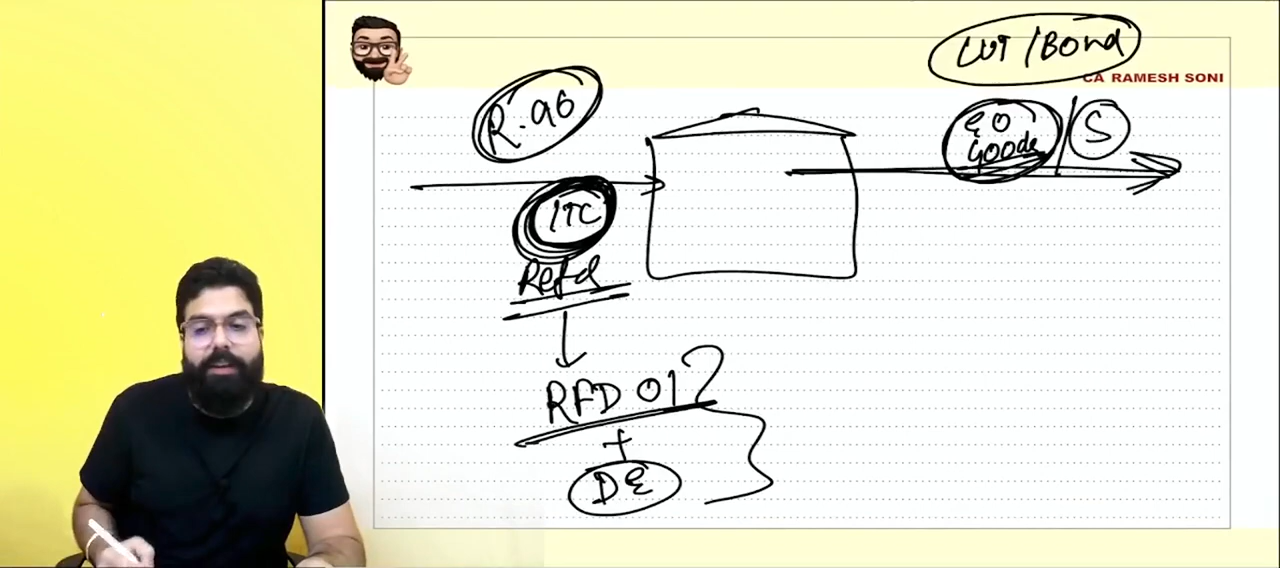 LUT / Bond
CA RAMESH SONI
R. 96
EO Goods / S
ITC
Refd
RFD 01 ?
+
DE